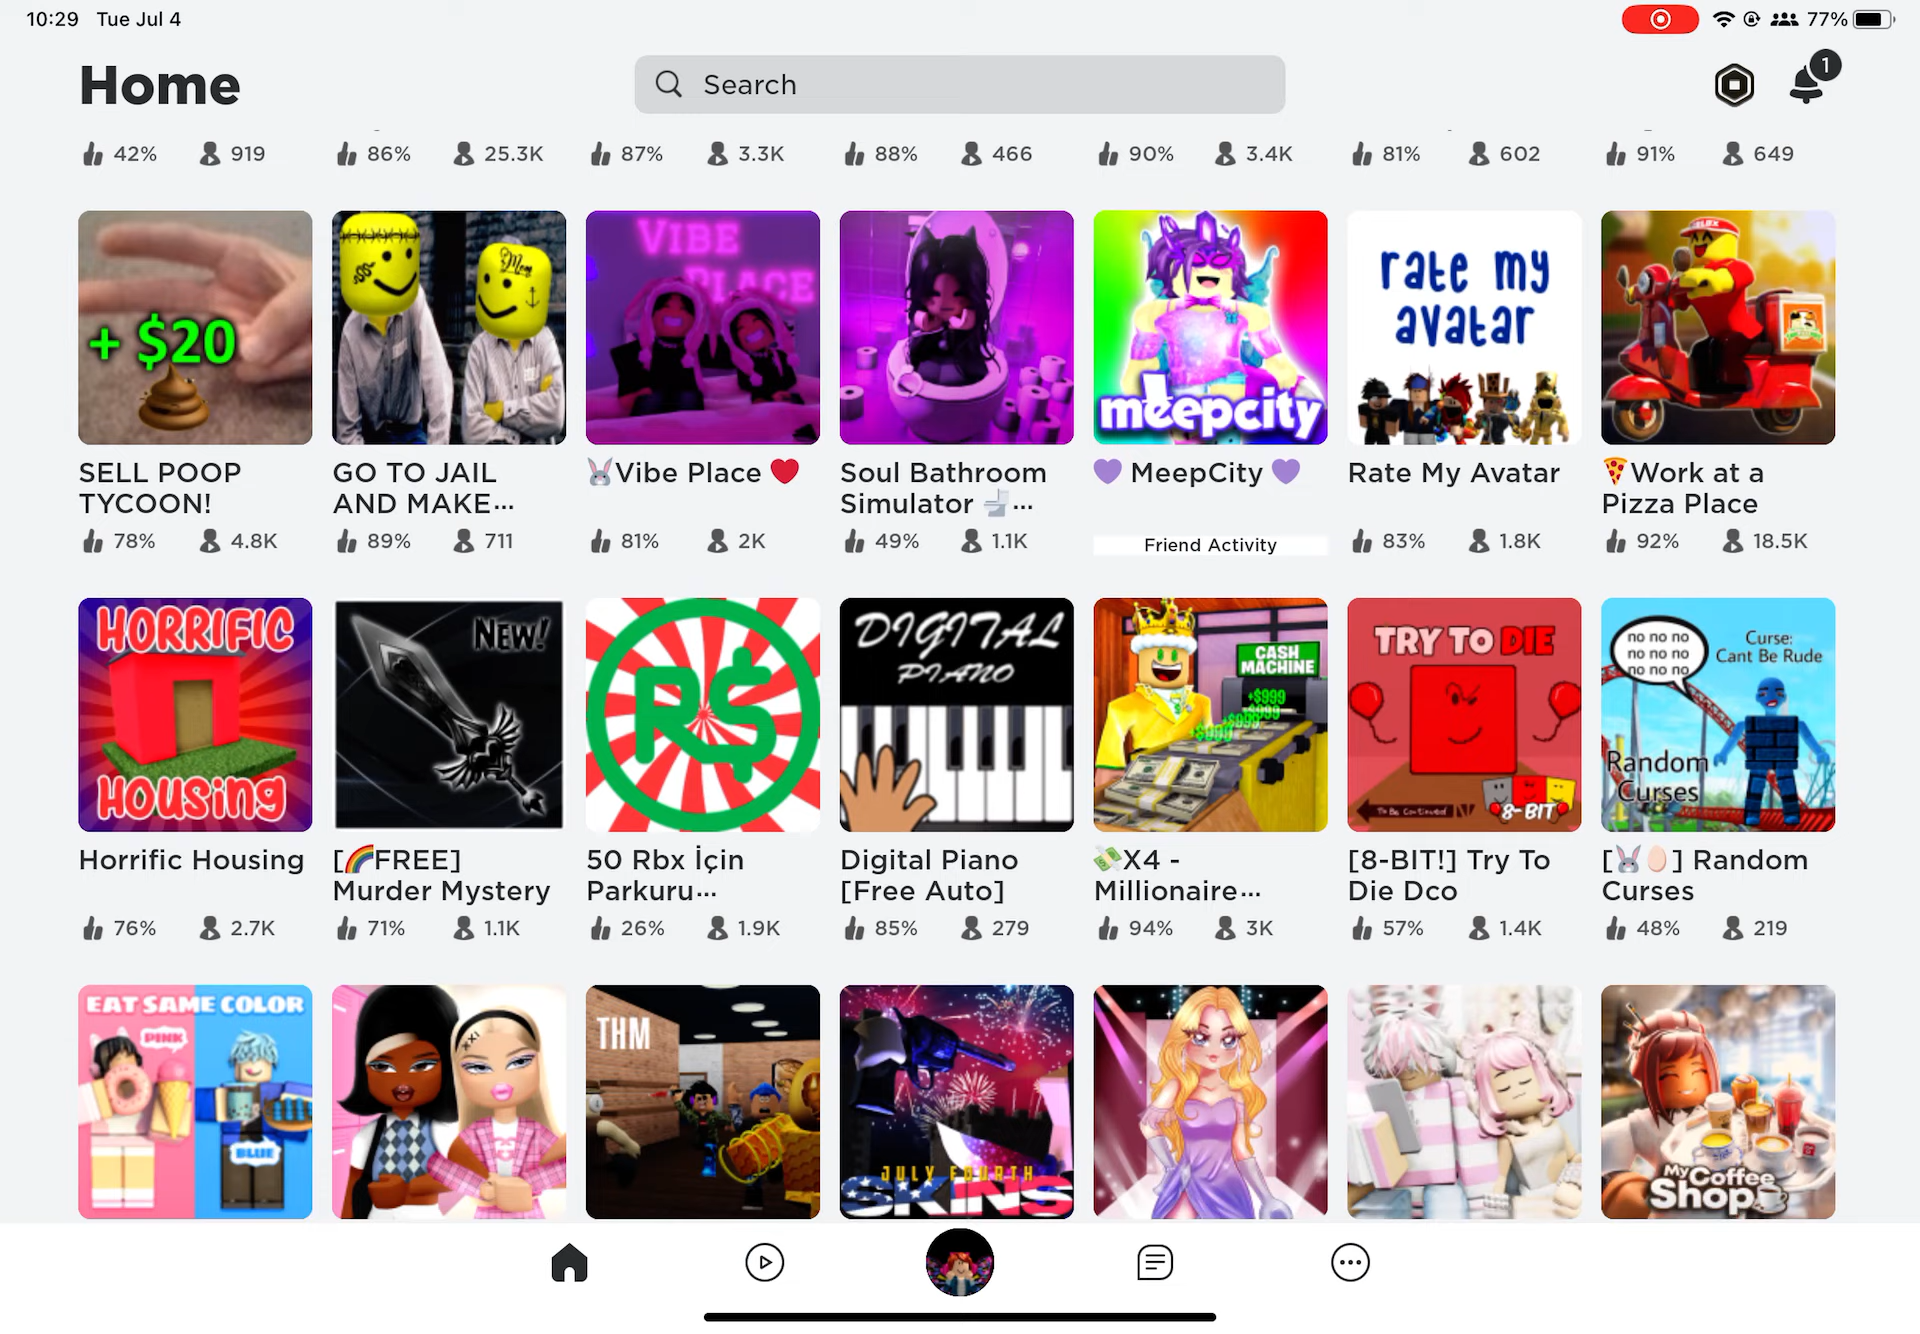 10:29 Tue Jul 4
77%
Home
Search
1
42% 919 86% 25.3K 87% 3.3K 88% 466 90% 3.4K 81% 602 91% 649
+ $20
$$$
Meep
VIBE
PLACE
meepcity
rate my
avatar
SELL POOP
TYCOON!
78% 4.8K
GO TO JAIL
AND MAKE...
89% 711
🐰Vibe Place ❤️
81% 2K
Soul Bathroom
Simulator 🚽...
49% 1.1K
💜 MeepCity 💜
Friend Activity
Rate My Avatar
83% 1.8K
🍕Work at a
Pizza Place
92% 18.5K
HORRIFIC
HOUSING
NEW!
R$
DIGITAL
PIANO
CASH
MACHINE
+$999
+$999
+$999
+$999
TRY TO DIE
To Be Continued
8-BIT
no no no
no no no
no no no
Curse:
Cant Be Rude
Random
Curses
Horrific Housing
76% 2.7K
[🌈FREE]
Murder Mystery
71% 1.1K
50 Rbx İçin
Parkuru...
26% 1.9K
Digital Piano
[Free Auto]
85% 279
💸X4 -
Millionaire...
94% 3K
[8-BIT!] Try To
Die Dco
57% 1.4K
[🐰🥚] Random
Curses
48% 219
EAT SAME COLOR
PINK
BLUE
THM
JULY FOURTH
SKINS
My
Coffee
Shop